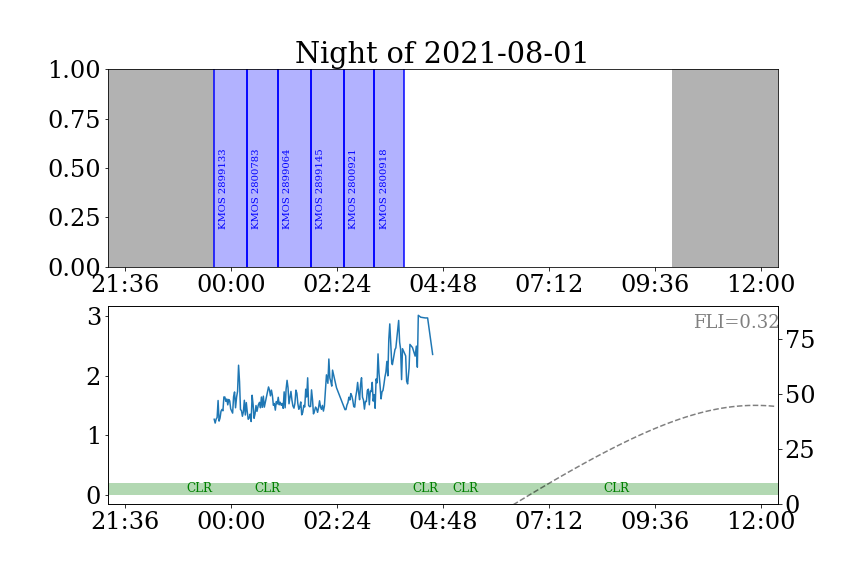 Night of 2021-08-01
1.00
0.75
0.50
0.25
0.00
KMOS 2899133
KMOS 2800783
KMOS 2899064
KMOS 2899145
KMOS 2800921
KMOS 2800918
21:36 00:00 02:24 04:48 07:12 09:36 12:00
FLI=0.32
3
2
1
0
75
50
25
0
CLR CLR CLR CLR CLR
21:36 00:00 02:24 04:48 07:12 09:36 12:00